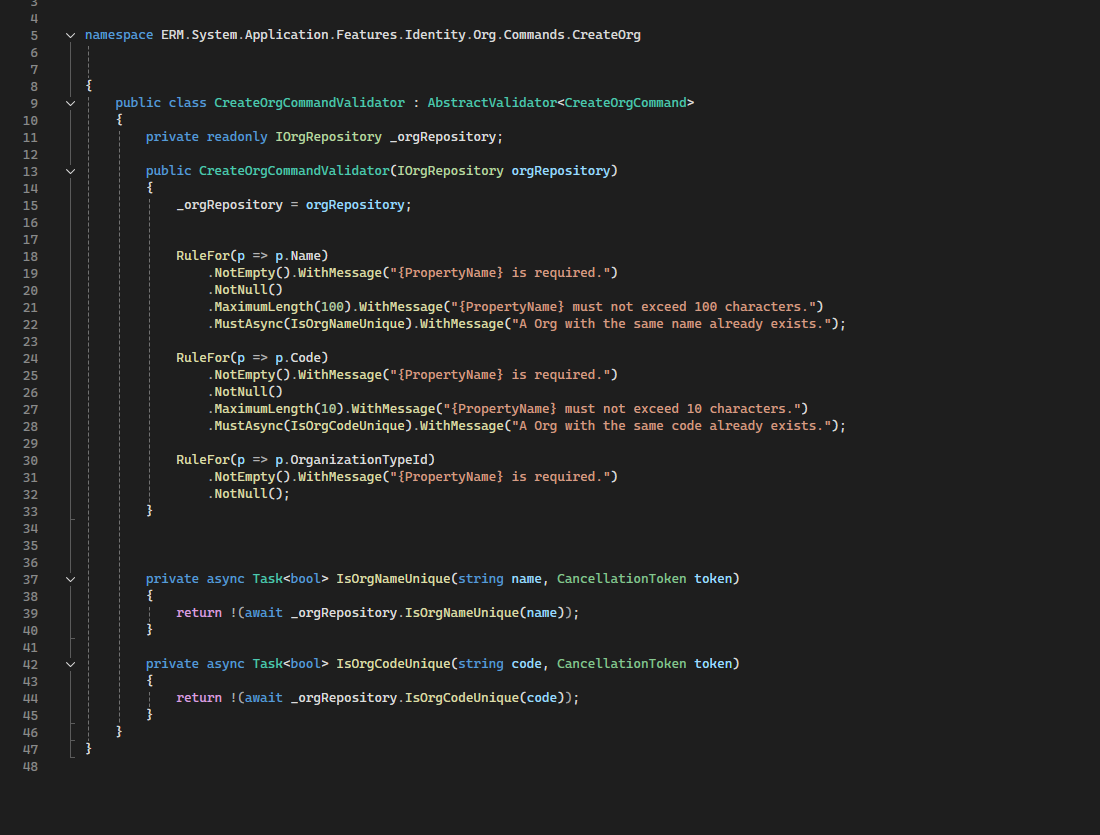 3
4
5 namespace ERM.System.Application.Features.Identity.Org.Commands.CreateOrg
6
7
8 {
9 public class CreateOrgCommandValidator : AbstractValidator<CreateOrgCommand>
10 {
11 private readonly IOrgRepository _orgRepository;
12
13 public CreateOrgCommandValidator(IOrgRepository orgRepository)
14 {
15 _orgRepository = orgRepository;
16
17
18 RuleFor(p => p.Name)
19 .NotEmpty().WithMessage("{PropertyName} is required.")
20 .NotNull()
21 .MaximumLength(100).WithMessage("{PropertyName} must not exceed 100 characters.")
22 .MustAsync(IsOrgNameUnique).WithMessage("A Org with the same name already exists.");
23
24 RuleFor(p => p.Code)
25 .NotEmpty().WithMessage("{PropertyName} is required.")
26 .NotNull()
27 .MaximumLength(10).WithMessage("{PropertyName} must not exceed 10 characters.")
28 .MustAsync(IsOrgCodeUnique).WithMessage("A Org with the same code already exists.");
29
30 RuleFor(p => p.OrganizationTypeId)
31 .NotEmpty().WithMessage("{PropertyName} is required.")
32 .NotNull();
33 }
34
35
36
37 private async Task<bool> IsOrgNameUnique(string name, CancellationToken token)
38 {
39 return !(await _orgRepository.IsOrgNameUnique(name));
40 }
41
42 private async Task<bool> IsOrgCodeUnique(string code, CancellationToken token)
43 {
44 return !(await _orgRepository.IsOrgCodeUnique(code));
45 }
46 }
47 }
48